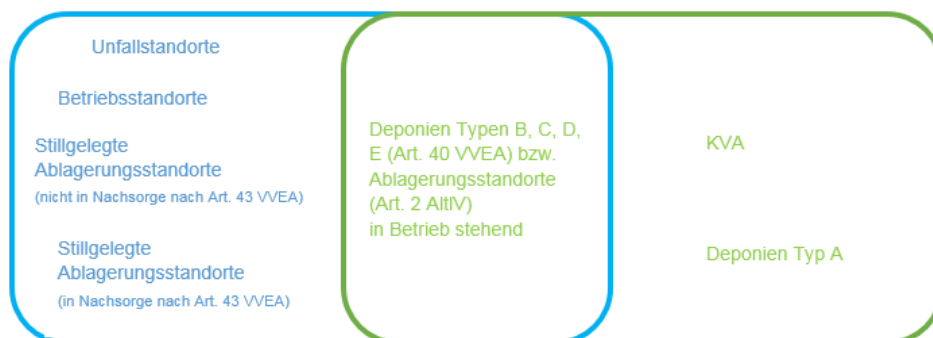 Unfallstandorte
Betriebsstandorte
Stillgelegte
Ablagerungsstandorte
(nicht in Nachsorge nach Art. 43 VVEA)
Stillgelegte
Ablagerungsstandorte
(in Nachsorge nach Art. 43 VVEA)
Deponien Typen B, C, D,
E (Art. 40 VVEA) bzw.
Ablagerungsstandorte
(Art. 2 AltlV)
in Betrieb stehend
KVA
Deponien Typ A